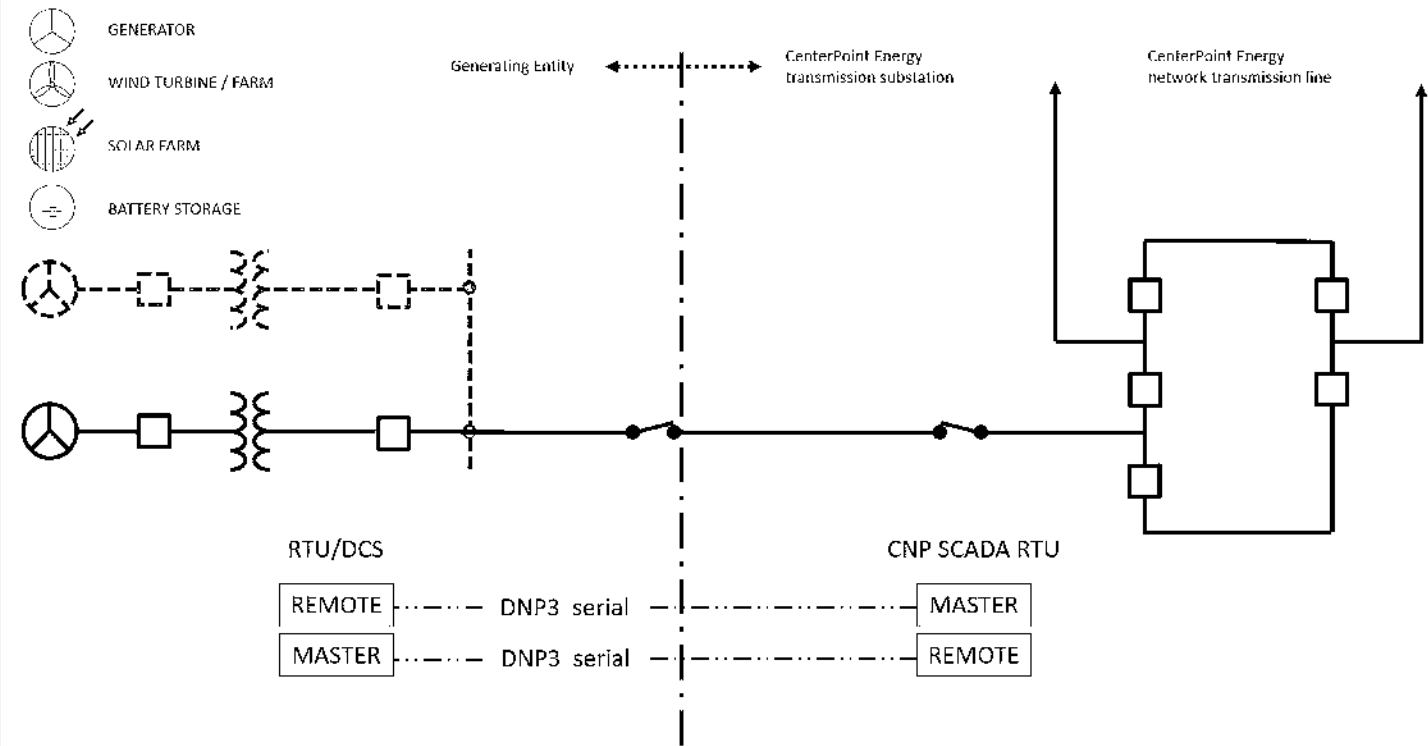 GENERATOR
WIND TURBINE / FARM
SOLAR FARM
BATTERY STORAGE
Generating Entity
CenterPoint Energy
transmission substation
CenterPoint Energy
network transmission line
RTU/DCS
CNP SCADA RTU
REMOTE
DNP3 serial
MASTER
MASTER
DNP3 serial
REMOTE